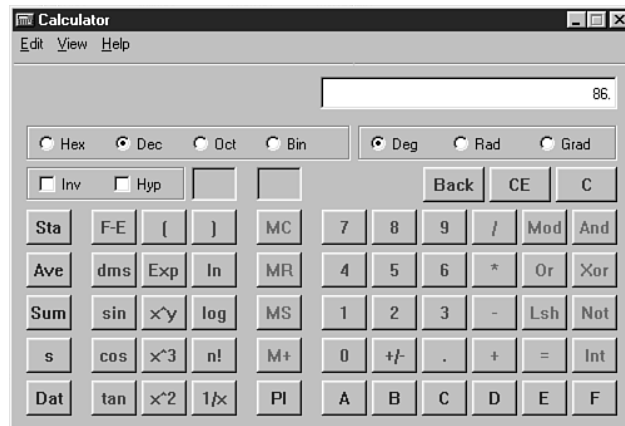 Calculator
Edit View Help
86.
Hex Dec Oct Bin Deg Rad Grad
Inv Hyp Back CE C
Sta F-E ( ) MC 7 8 9 / Mod And
Ave dms Exp ln MR 4 5 6 * Or Xor
Sum sin x^y log MS 1 2 3 - Lsh Not
s cos x^3 n! M+ 0 +/- . + = Int
Dat tan x^2 1/x PI A B C D E F